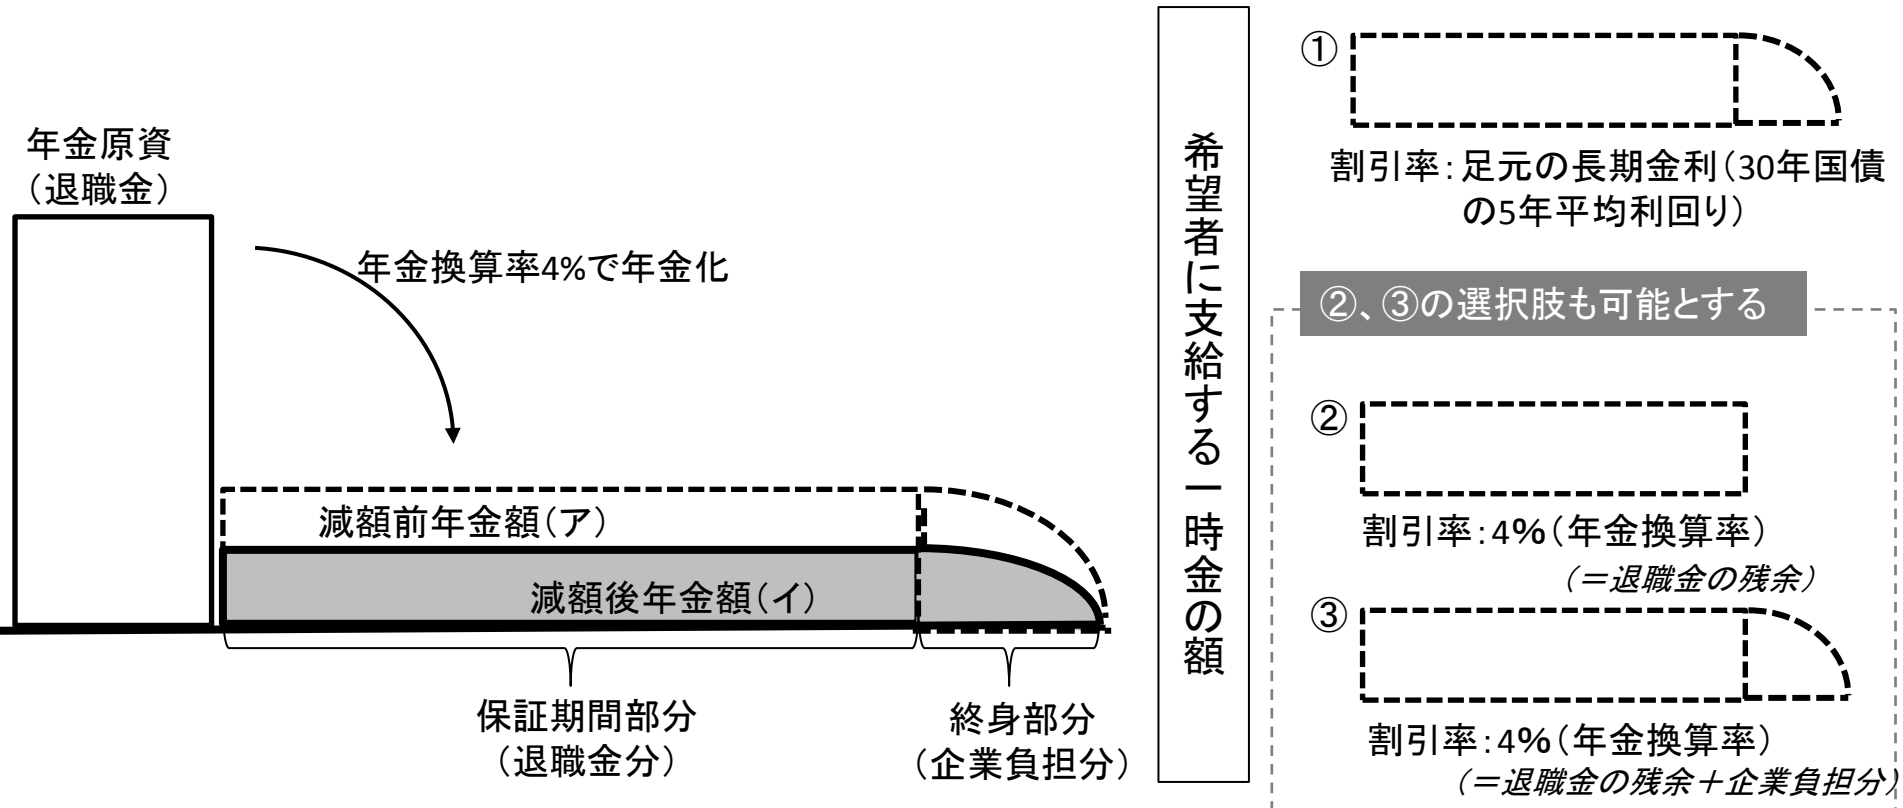 年金原資
（退職金）
年金換算率4%で年金化
減額前年金額（ア）
減額後年金額（イ）
保証期間部分
（退職金分）
終身部分
（企業負担分）
希望者に支給する一時金の額
①
割引率：足元の長期金利（30年国債
の5年平均利回り）
②、③の選択肢も可能とする
②
割引率：4%（年金換算率）
（＝退職金の残余）
③
割引率：4%（年金換算率）
（＝退職金の残余＋企業負担分）